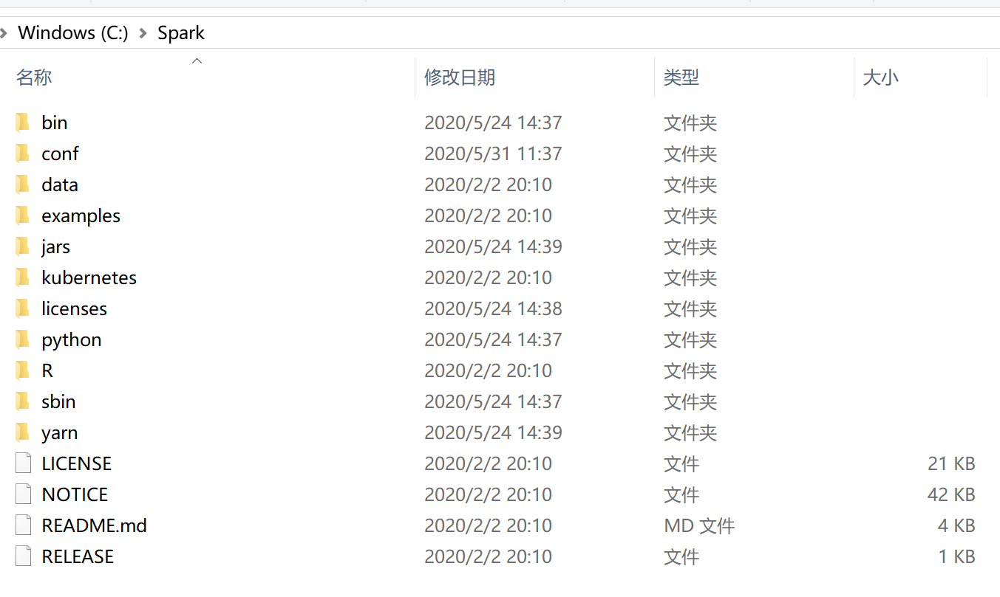 Windows (C:) > Spark
名称 修改日期 类型 大小
bin 2020/5/24 14:37 文件夹
conf 2020/5/31 11:37 文件夹
data 2020/2/2 20:10 文件夹
examples 2020/2/2 20:10 文件夹
jars 2020/5/24 14:39 文件夹
kubernetes 2020/2/2 20:10 文件夹
licenses 2020/5/24 14:38 文件夹
python 2020/5/24 14:37 文件夹
R 2020/2/2 20:10 文件夹
sbin 2020/5/24 14:37 文件夹
yarn 2020/5/24 14:39 文件夹
LICENSE 2020/2/2 20:10 文件 21 KB
NOTICE 2020/2/2 20:10 文件 42 KB
README.md 2020/2/2 20:10 MD 文件 4 KB
RELEASE 2020/2/2 20:10 文件 1 KB